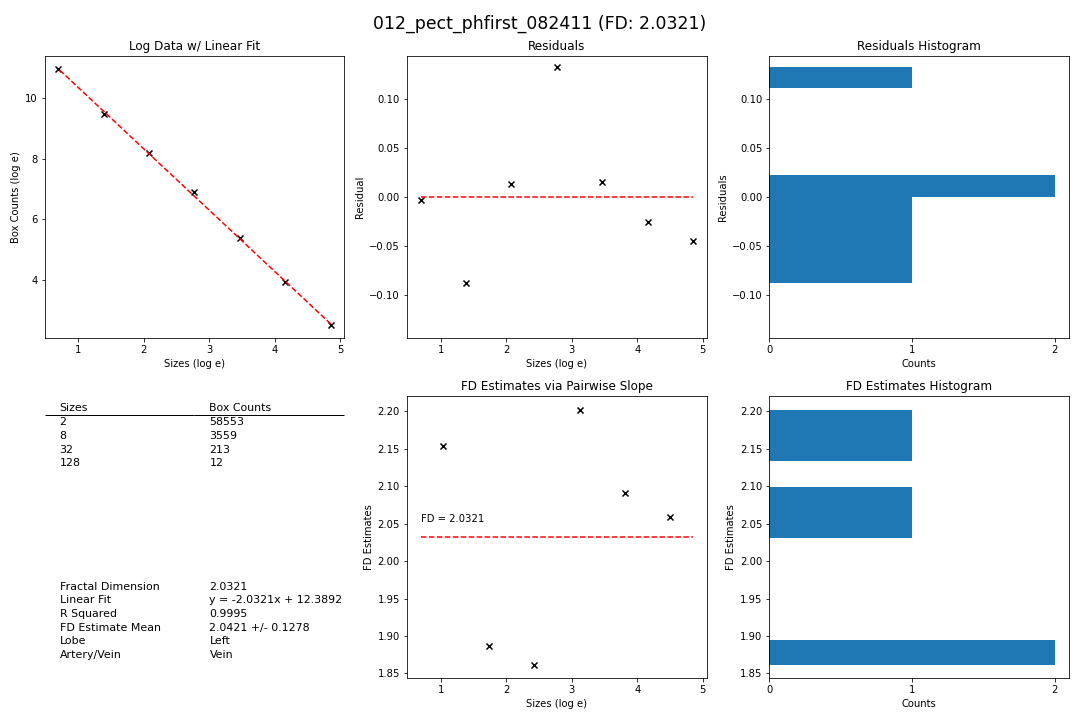 012_pect_phfirst_082411 (FD: 2.0321)
Log Data w/ Linear Fit
Box Counts (log e)
10
8
6
4
1
2
3
4
5
Sizes (log e)
Residuals
Residual
0.10
0.05
0.00
−0.05
−0.10
1
2
3
4
5
Sizes (log e)
Residuals Histogram
Residuals
0.10
0.05
0.00
−0.05
−0.10
0
1
2
Counts
Sizes Box Counts
2 58553
8 3559
32 213
128 12
Fractal Dimension 2.0321
Linear Fit y = -2.0321x + 12.3892
R Squared 0.9995
FD Estimate Mean 2.0421 +/- 0.1278
Lobe Left
Artery/Vein Vein
FD Estimates via Pairwise Slope
FD Estimates
2.20
2.15
2.10
2.05
2.00
1.95
1.90
1.85
FD = 2.0321
1
2
3
4
5
Sizes (log e)
FD Estimates Histogram
FD Estimates
2.20
2.15
2.10
2.05
2.00
1.95
1.90
1.85
0
1
2
Counts